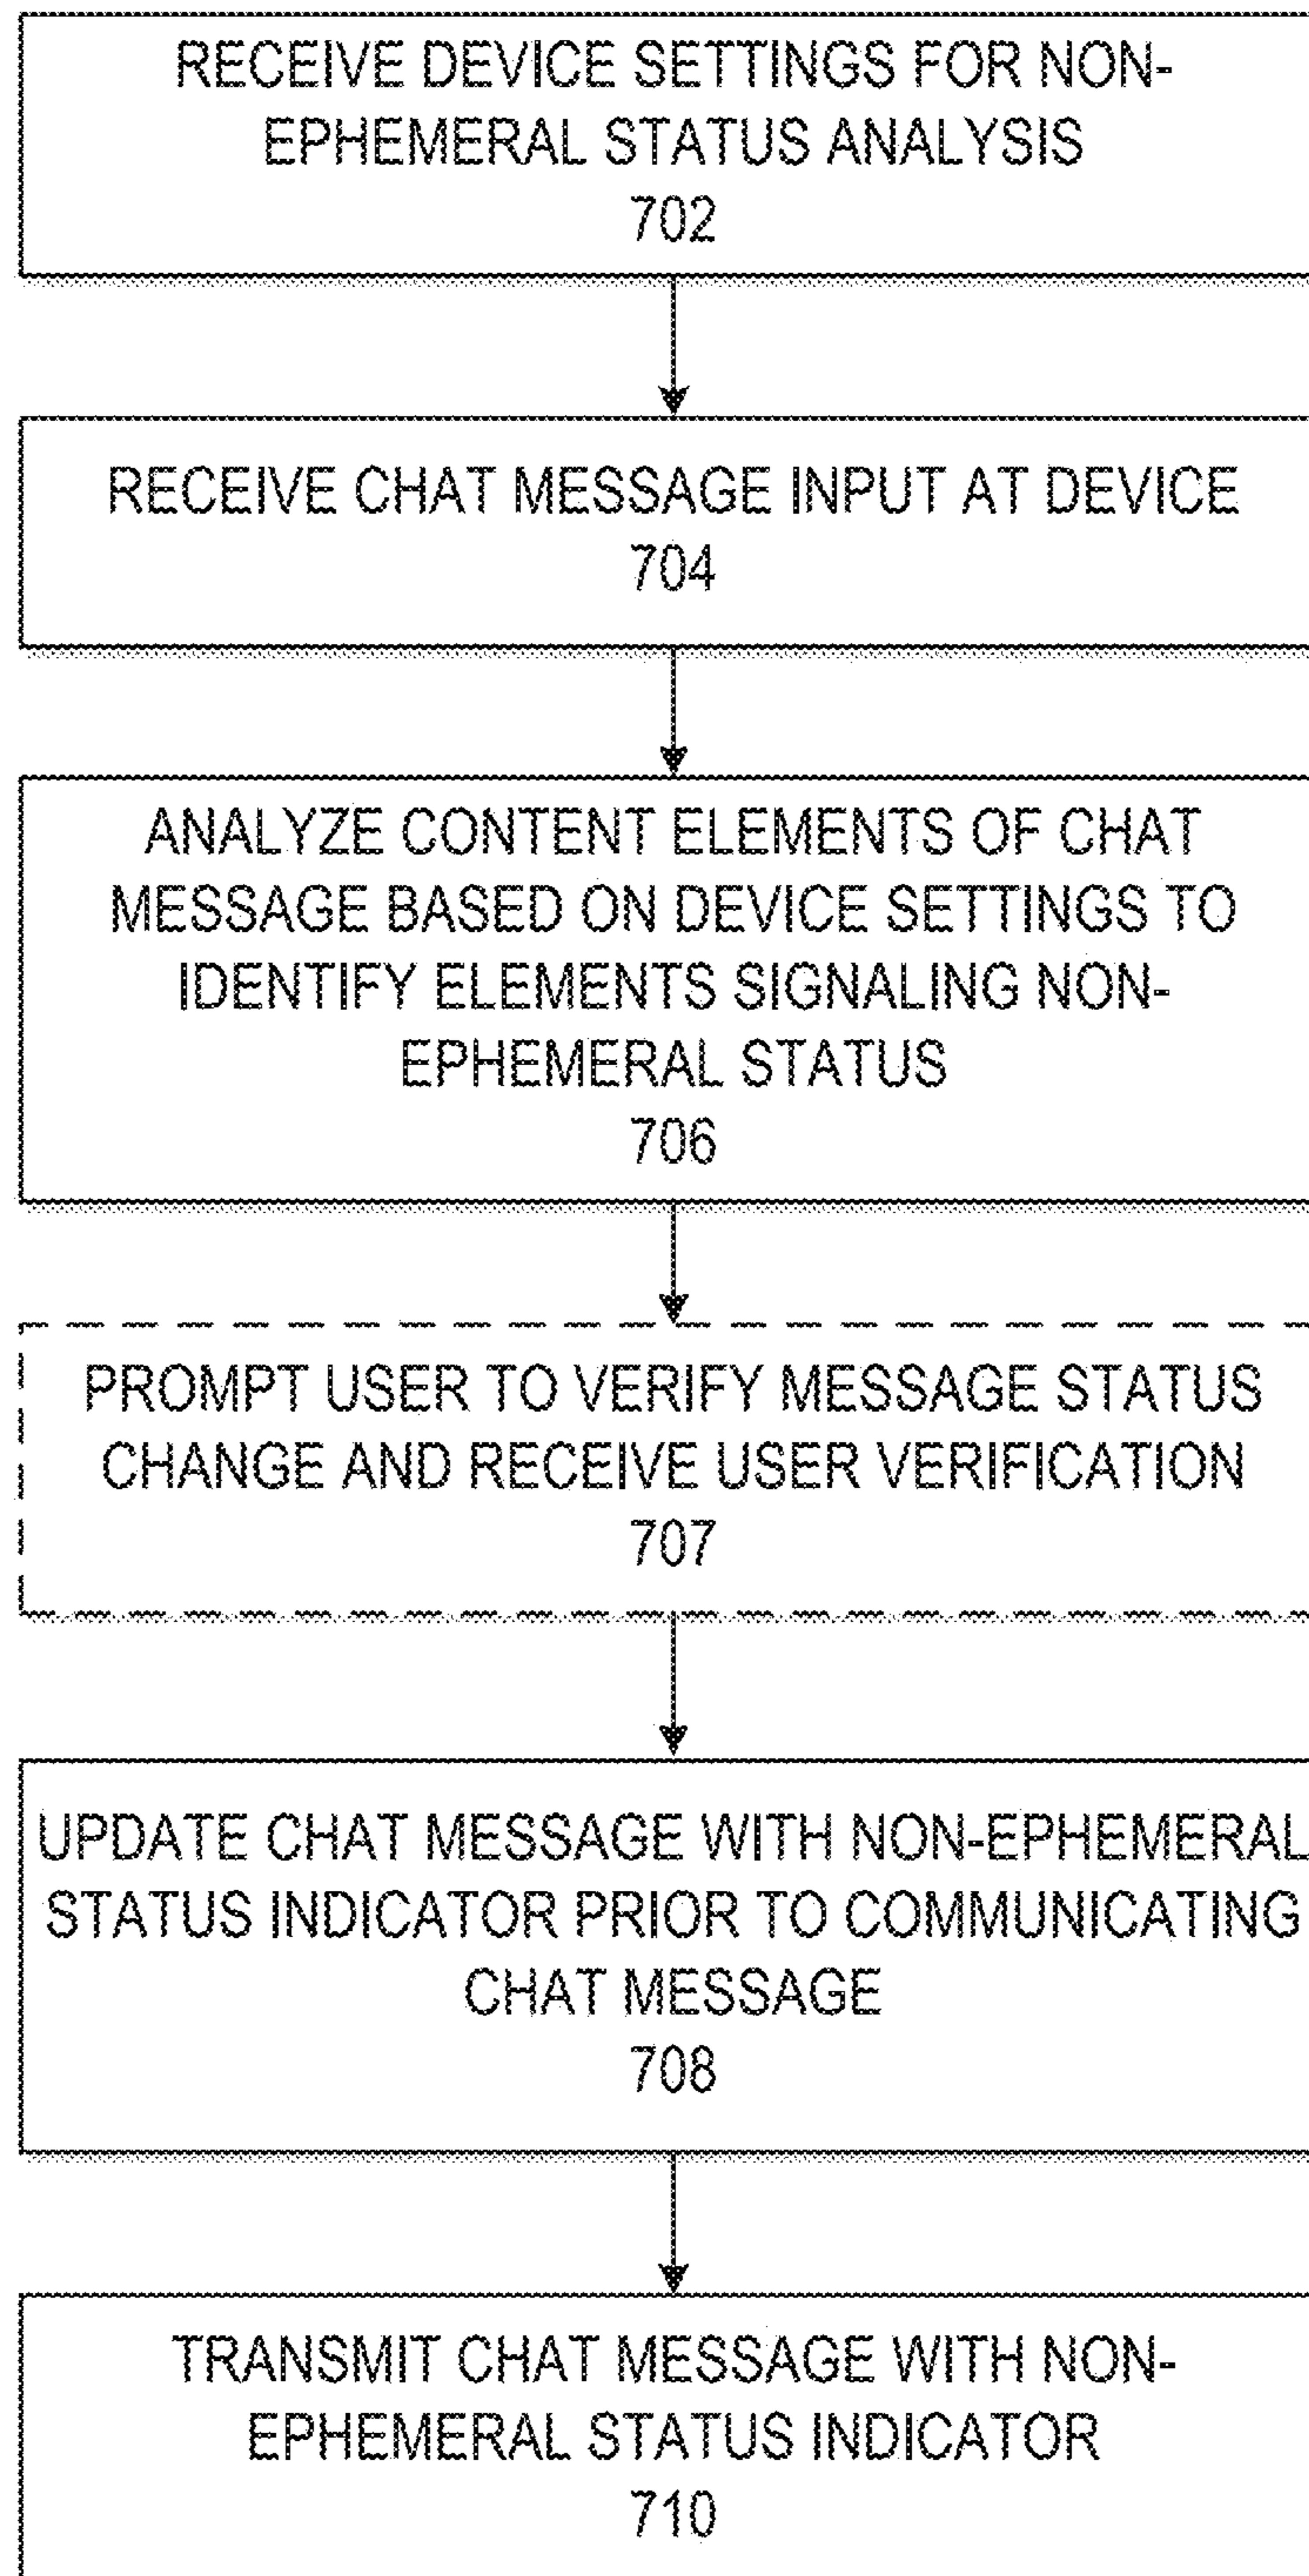 RECEIVE DEVICE SETTINGS FOR NON-
EPHEMERAL STATUS ANALYSIS
702
RECEIVE CHAT MESSAGE INPUT AT DEVICE
704
ANALYZE CONTENT ELEMENTS OF CHAT
MESSAGE BASED ON DEVICE SETTINGS TO
IDENTIFY ELEMENTS SIGNALING NON-
EPHEMERAL STATUS
706
PROMPT USER TO VERIFY MESSAGE STATUS
CHANGE AND RECEIVE USER VERIFICATION
707
UPDATE CHAT MESSAGE WITH NON-EPHEMERAL
STATUS INDICATOR PRIOR TO COMMUNICATING
CHAT MESSAGE
708
TRANSMIT CHAT MESSAGE WITH NON-
EPHEMERAL STATUS INDICATOR
710